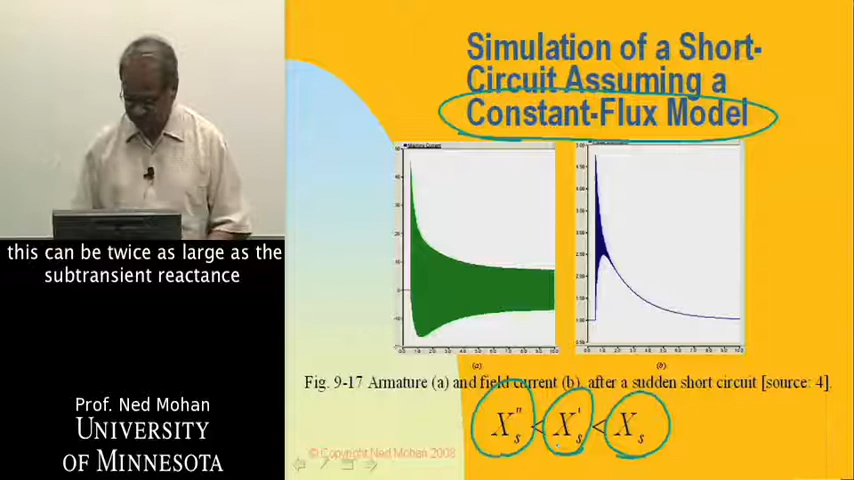 Simulation of a Short-
Circuit Assuming a
Constant-Flux Model
Machine Current
(a)
(b)
Fig. 9-17 Armature (a) and field current (b), after a sudden short circuit [source: 4].
X″s < X′s < Xs
© Copyright Ned Mohan 2008
this can be twice as large as the
subtransient reactance
Prof. Ned Mohan
UNIVERSITY
OF MINNESOTA